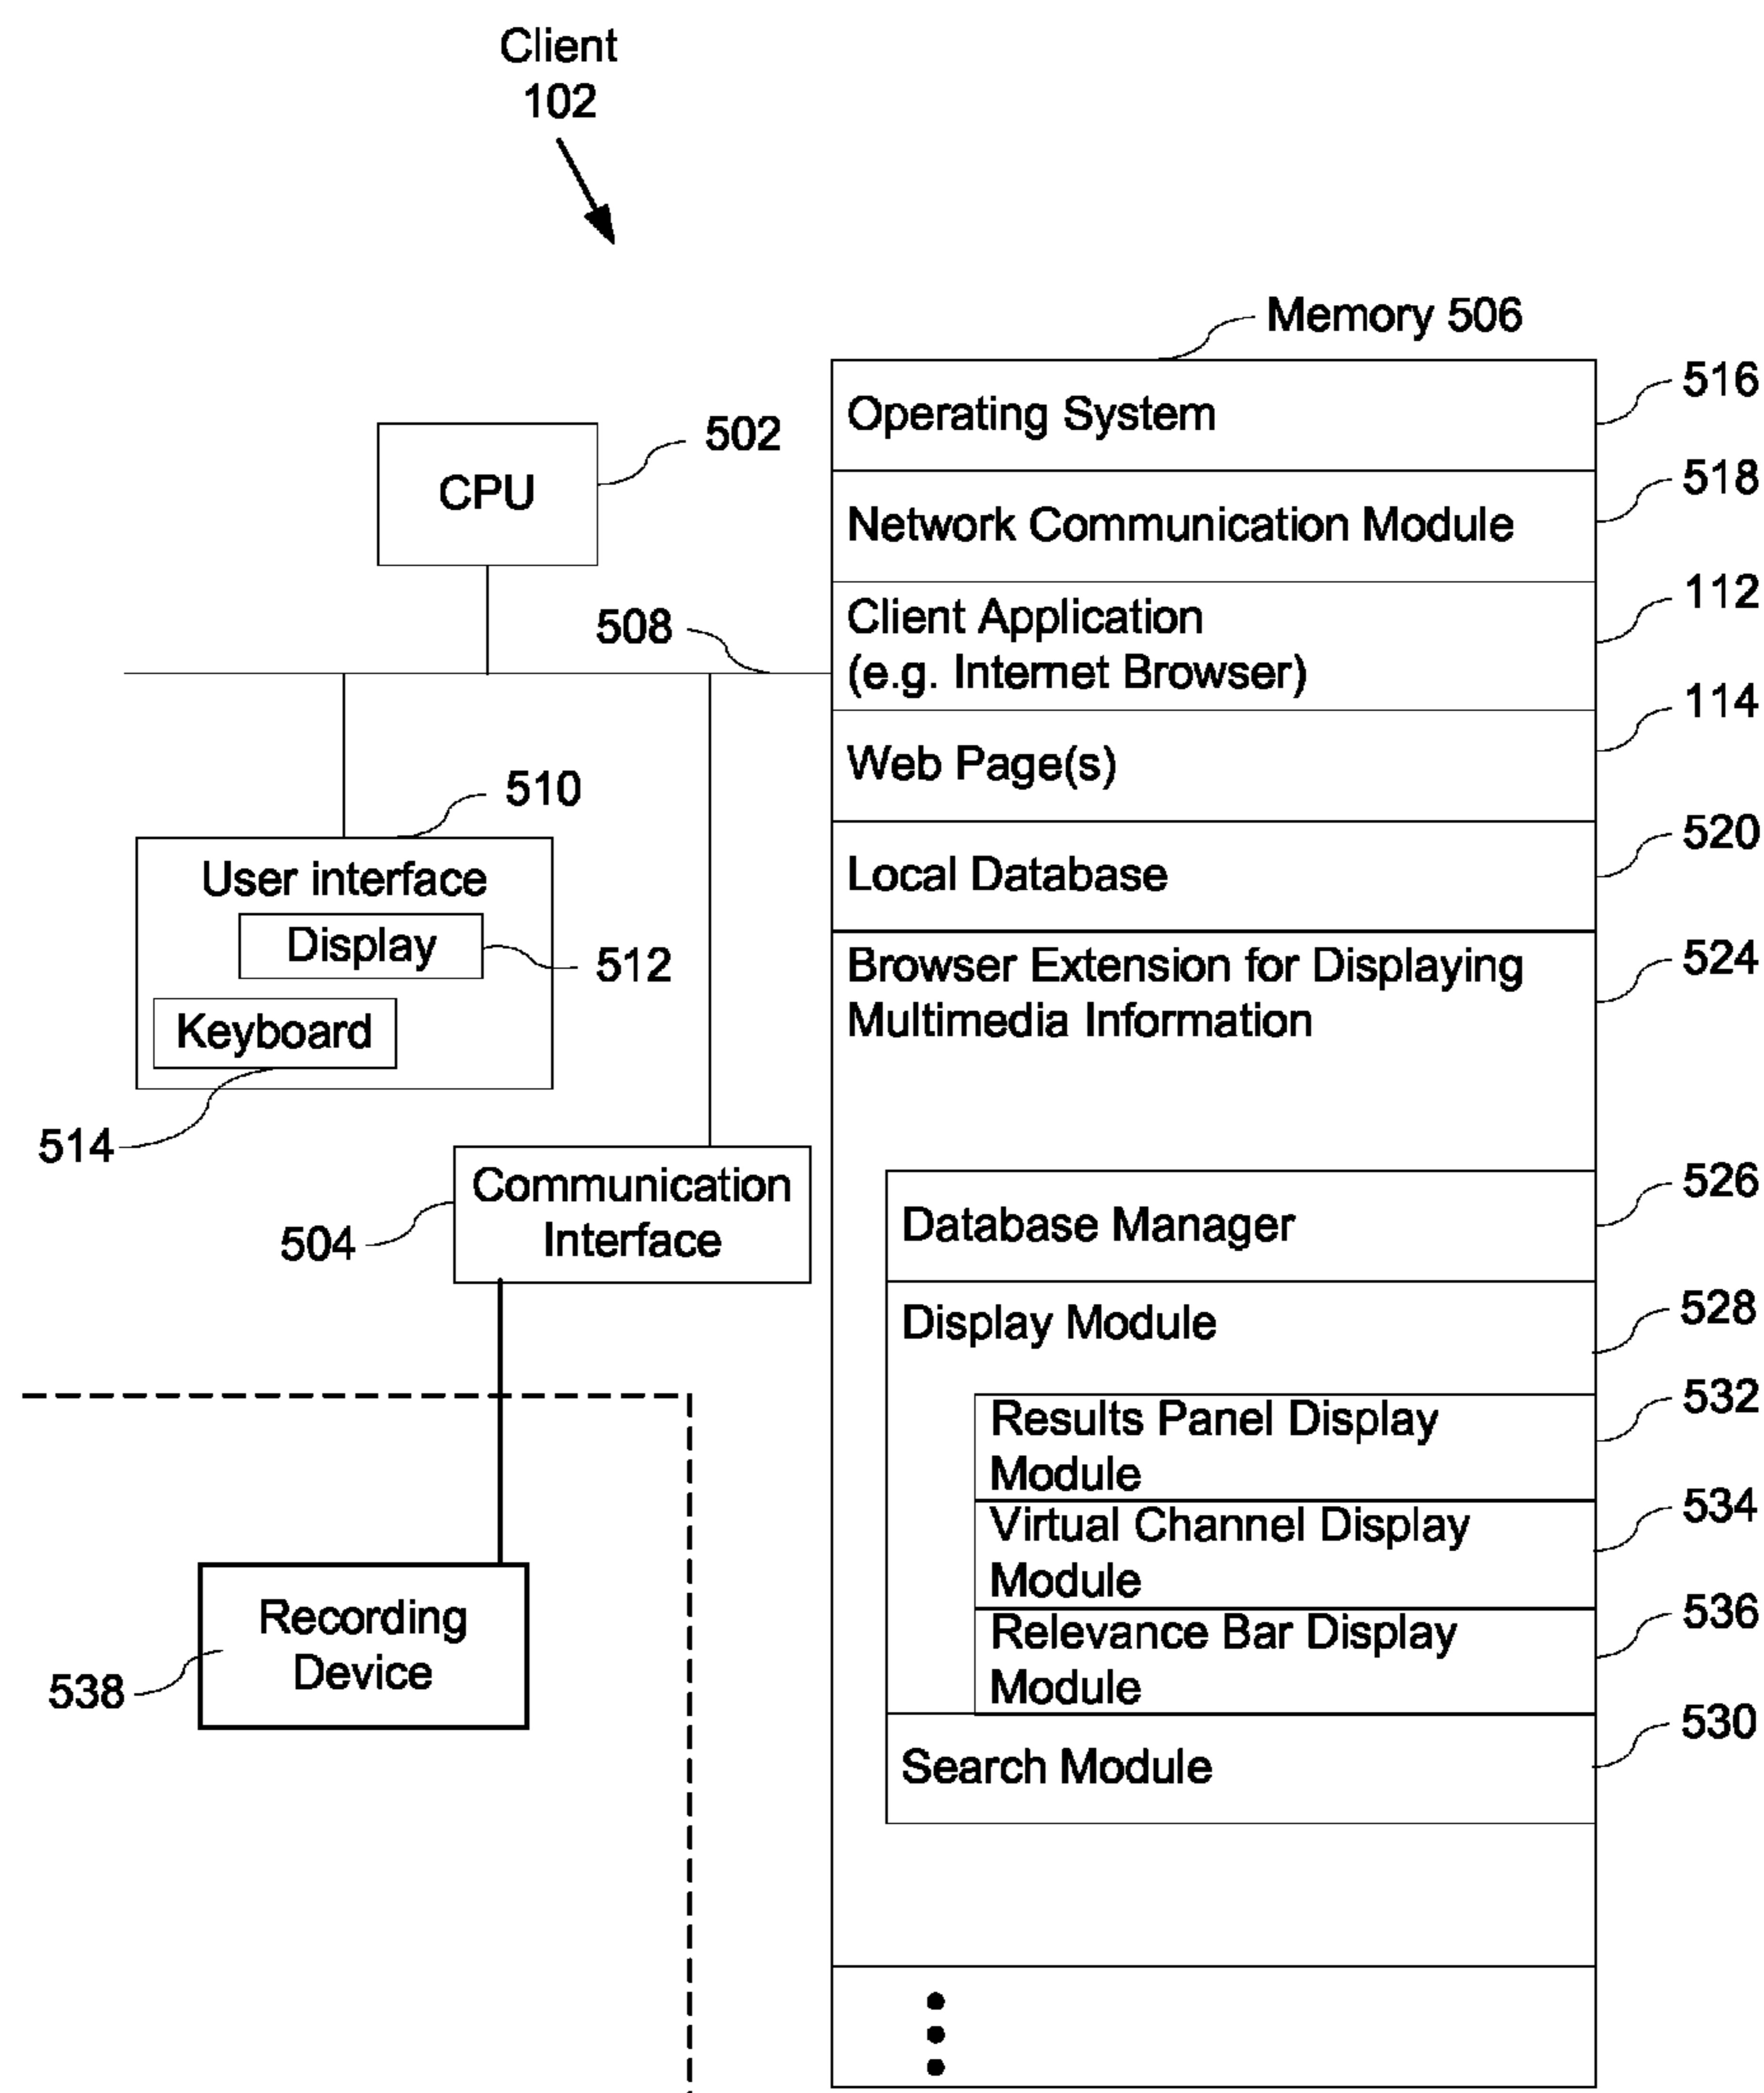 Client
102
Memory 506
516
Operating System
502
CPU
518
Network Communication Module
112
Client Application
(e.g. Internet Browser)
508
114
Web Page(s)
510
520
Local Database
User interface
Display
512
Keyboard
514
524
Browser Extension for Displaying
Multimedia Information
Communication
Interface
504
526
Database Manager
528
Display Module
532
Results Panel Display
Module
534
Virtual Channel Display
Module
536
Relevance Bar Display
Module
Recording
Device
538
530
Search Module